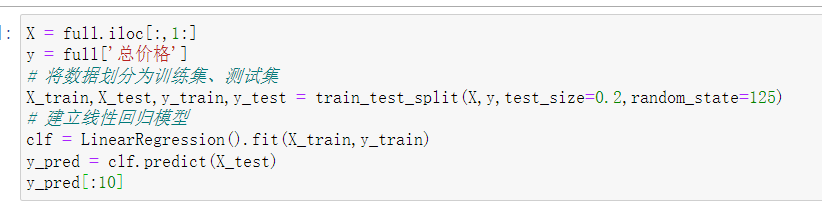 ]:
X = full.iloc[:,1:]
y = full['总价格']
# 将数据划分为训练集、测试集
X_train,X_test,y_train,y_test = train_test_split(X,y,test_size=0.2,random_state=125)
# 建立线性回归模型
clf = LinearRegression().fit(X_train,y_train)
y_pred = clf.predict(X_test)
y_pred[:10]